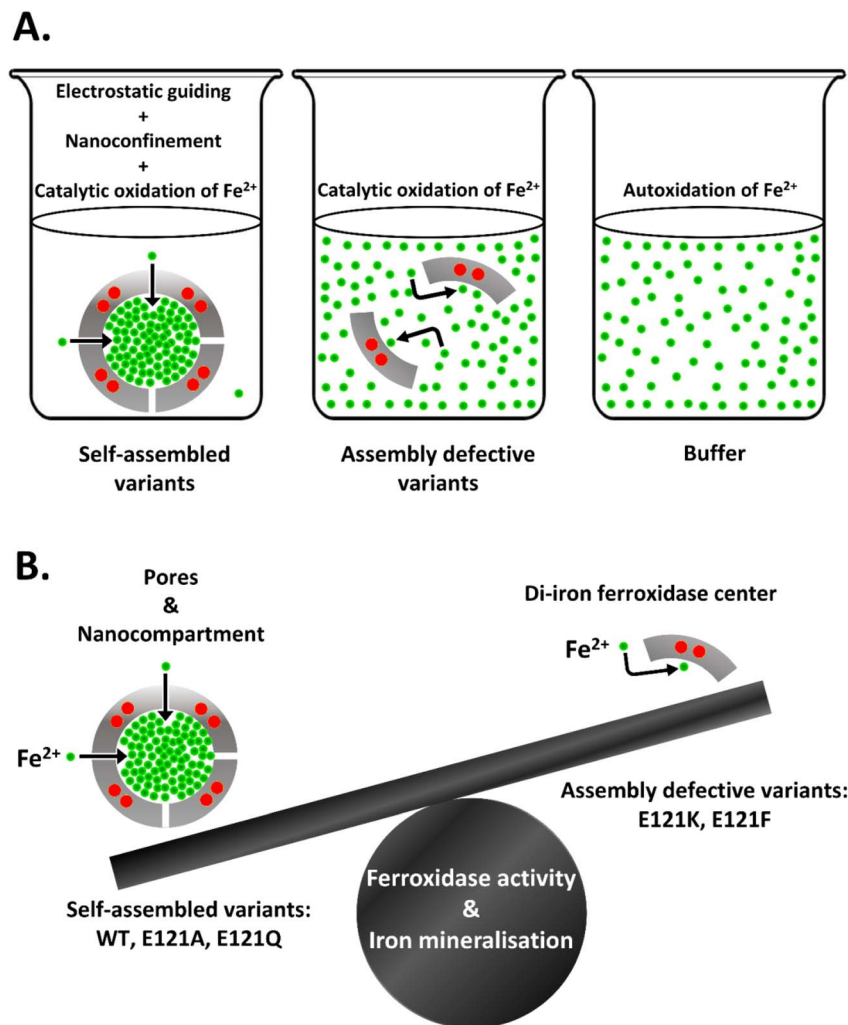 A.
Electrostatic guiding
+
Nanoconfinement
+
Catalytic oxidation of Fe²⁺
Catalytic oxidation of Fe²⁺
Autoxidation of Fe²⁺
Self-assembled
variants
Assembly defective
variants
Buffer
B.
Pores
&
Nanocompartment
Fe²⁺
Di-iron ferroxidase center
Fe²⁺
Assembly defective variants:
E121K, E121F
Self-assembled variants:
WT, E121A, E121Q
Ferroxidase activity
&
Iron mineralisation